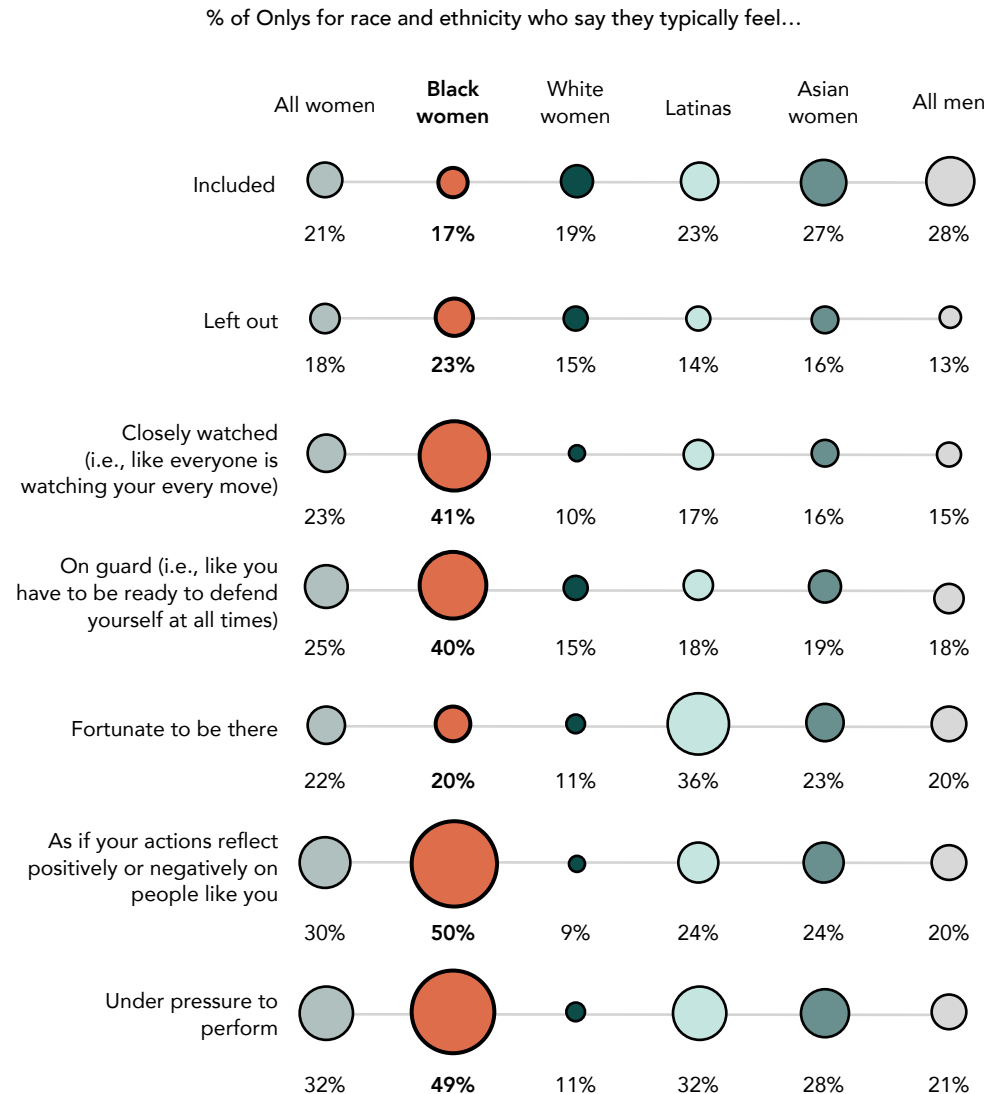 % of Onlys for race and ethnicity who say they typically feel…
All women
Black
women
White
women
Latinas
Asian
women
All men
Included
21% 17% 19% 23% 27% 28%
Left out
18% 23% 15% 14% 16% 13%
Closely watched
(i.e., like everyone is
watching your every move)
23% 41% 10% 17% 16% 15%
On guard (i.e., like you
have to be ready to defend
yourself at all times)
25% 40% 15% 18% 19% 18%
Fortunate to be there
22% 20% 11% 36% 23% 20%
As if your actions reflect
positively or negatively on
people like you
30% 50% 9% 24% 24% 20%
Under pressure to
perform
32% 49% 11% 32% 28% 21%